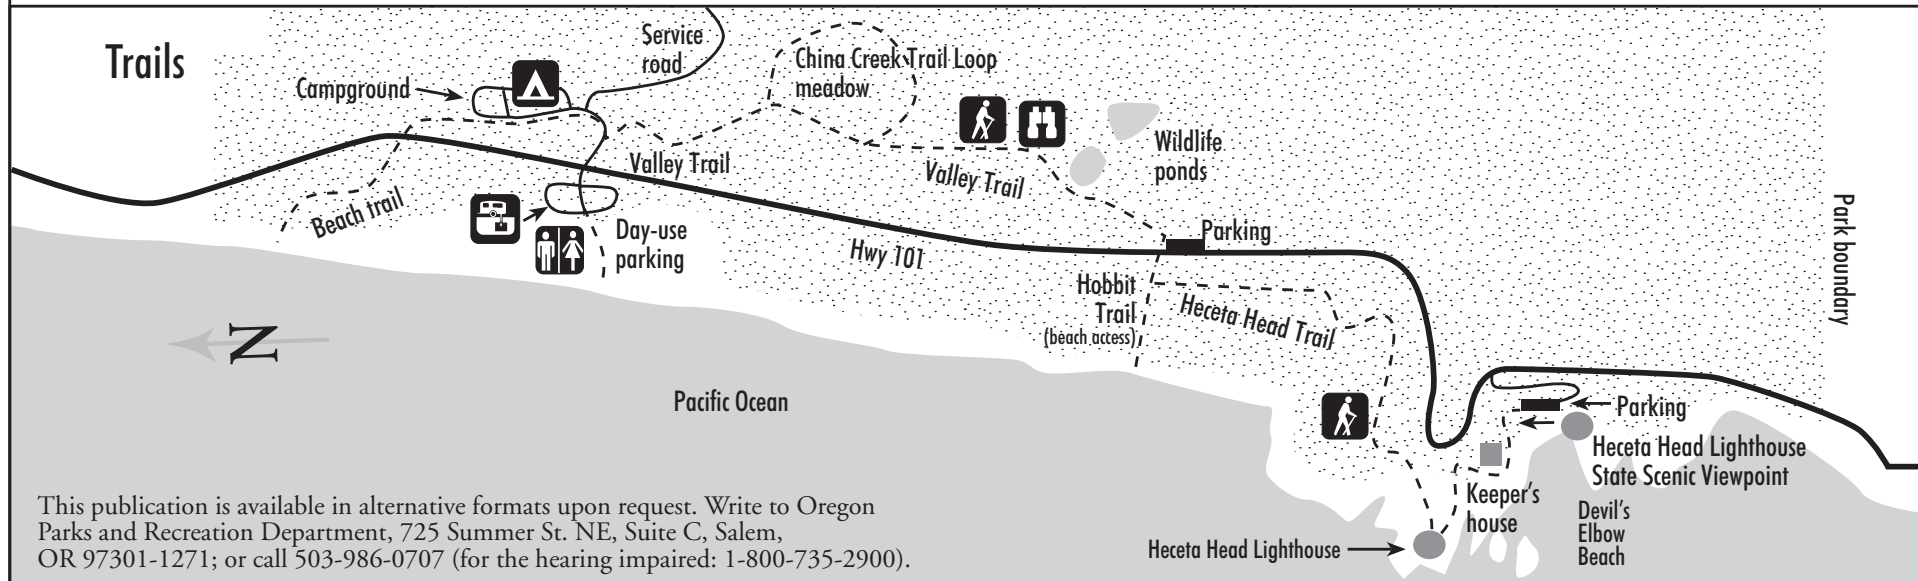 Trails
Service
road
Campground
China Creek Trail Loop
meadow
Wildlife
ponds
Valley Trail
Valley Trail
Beach trail
Day-use
parking
Parking
Hwy 101
Hobbit
Trail
(beach access)
Heceta Head Trail
Park boundary
N
Pacific Ocean
Parking
Heceta Head Lighthouse
State Scenic Viewpoint
Keeper's
house
Devil's
Elbow
Beach
Heceta Head Lighthouse
This publication is available in alternative formats upon request. Write to Oregon
Parks and Recreation Department, 725 Summer St. NE, Suite C, Salem,
OR 97301-1271; or call 503-986-0707 (for the hearing impaired: 1-800-735-2900).